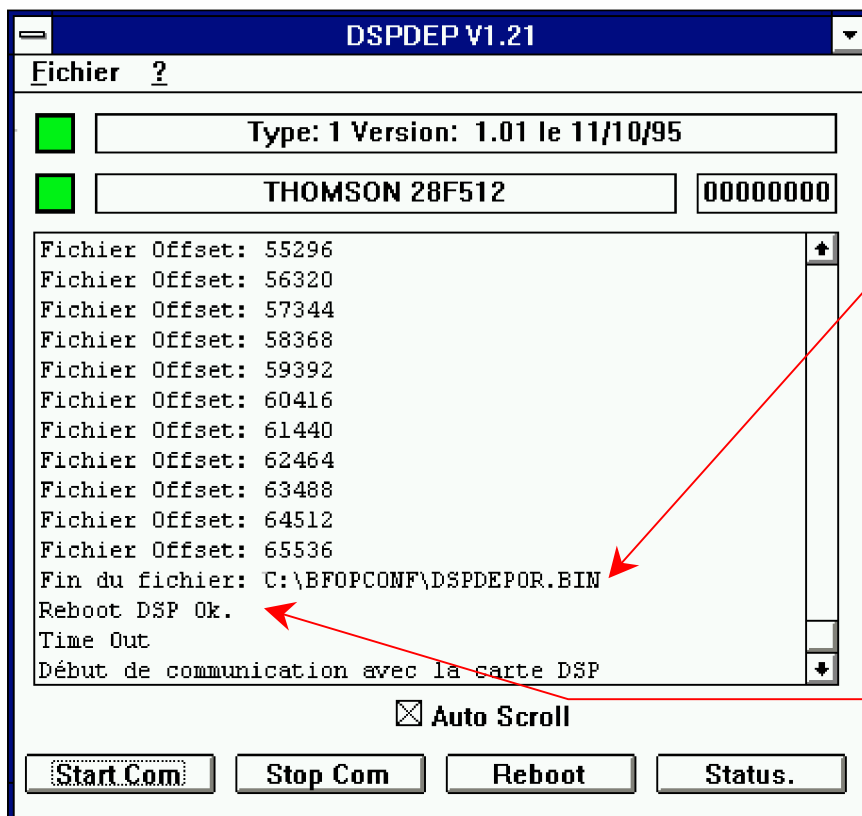 DSPDEP V1.21
Fichier ?
Type: 1 Version: 1.01 le 11/10/95
THOMSON 28F512 00000000
Fichier Offset: 55296
Fichier Offset: 56320
Fichier Offset: 57344
Fichier Offset: 58368
Fichier Offset: 59392
Fichier Offset: 60416
Fichier Offset: 61440
Fichier Offset: 62464
Fichier Offset: 63488
Fichier Offset: 64512
Fichier Offset: 65536
Fin du fichier: C:\BFOPCONF\DSPDEPOR.BIN
Reboot DSP Ok.
Time Out
Début de communication avec la carte DSP
Auto Scroll
Start Com Stop Com Reboot Status.